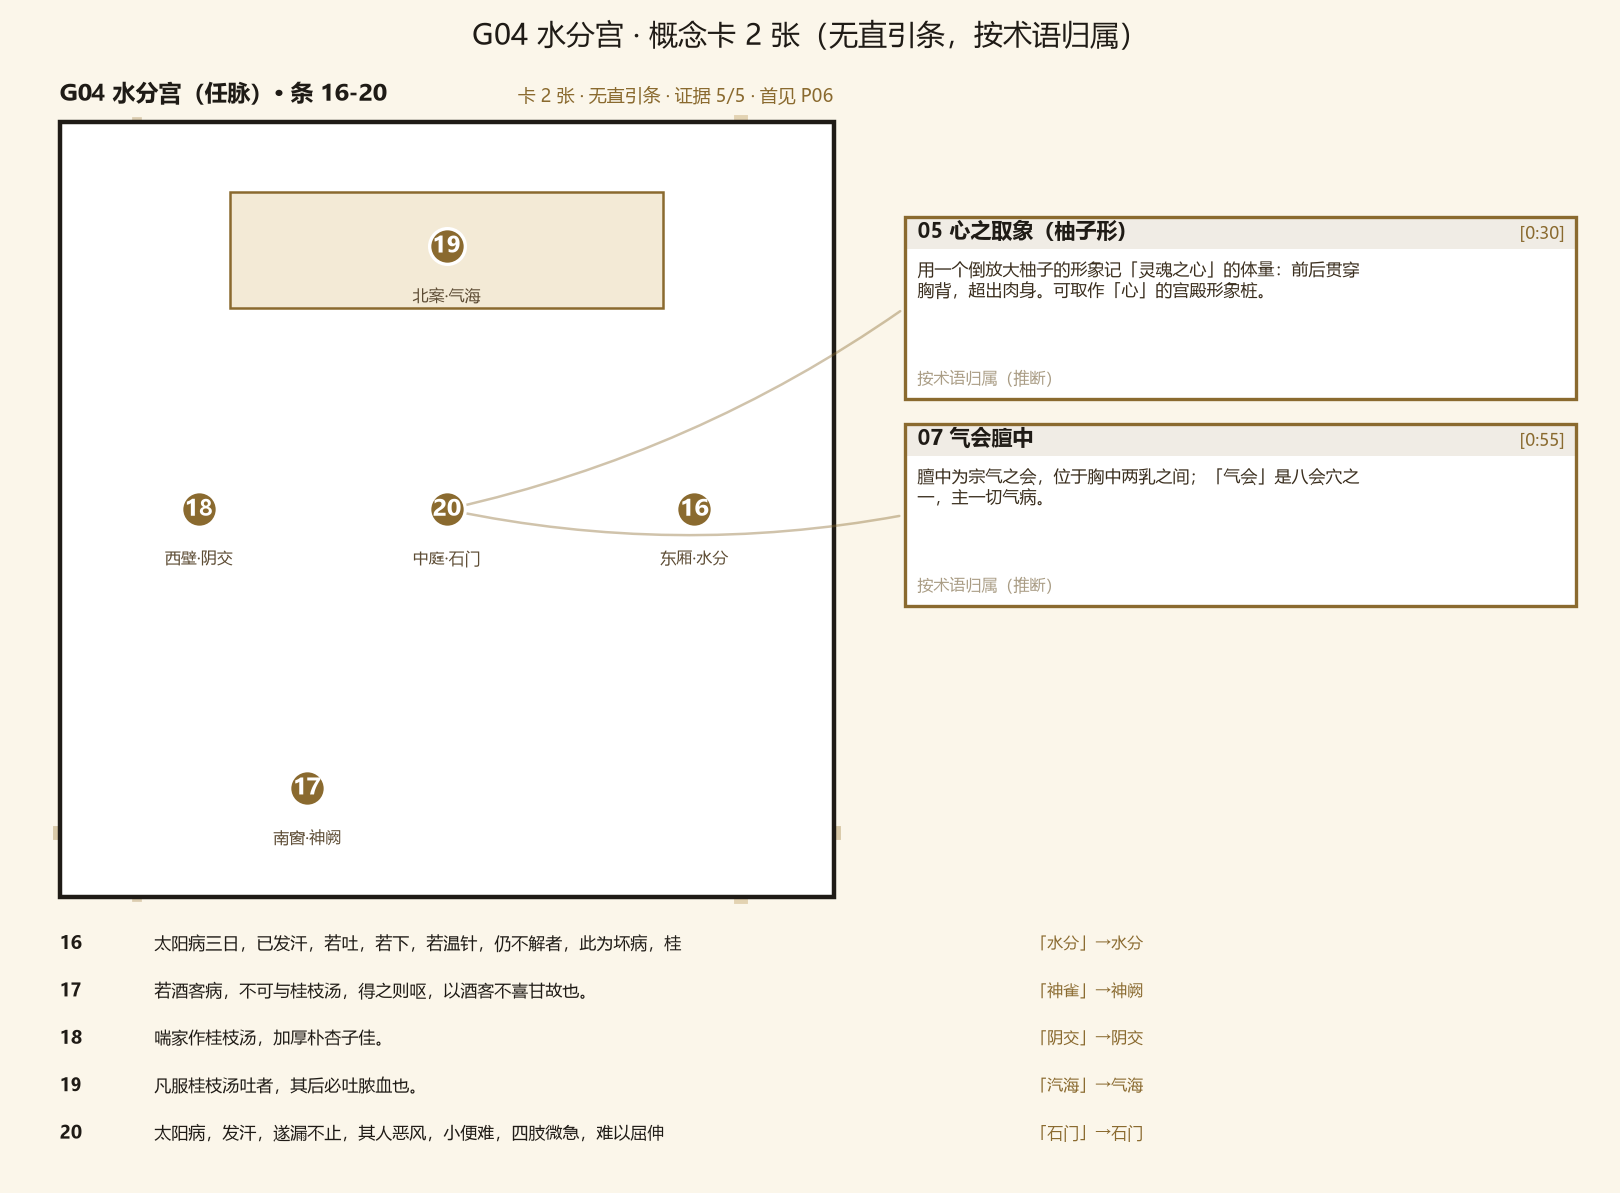 G04 水分宫 · 概念卡 2 张（无直引条，按术语归属）
G04 水分宫（任脉）• 条 16-20
卡 2 张 · 无直引条 · 证据 5/5 · 首见 P06
19
北案·气海
18
西壁·阴交
20
中庭·石门
16
东厢·水分
17
南窗·神阙
05 心之取象（柚子形）
[0:30]
用一个倒放大柚子的形象记「灵魂之心」的体量：前后贯穿
胸背，超出肉身。可取作「心」的宫殿形象桩。
按术语归属（推断）
07 气会膻中
[0:55]
膻中为宗气之会，位于胸中两乳之间；「气会」是八会穴之
一，主一切气病。
按术语归属（推断）
16 太阳病三日，已发汗，若吐，若下，若温针，仍不解者，此为坏病，桂 「水分」→水分
17 若酒客病，不可与桂枝汤，得之则呕，以酒客不喜甘故也。 「神雀」→神阙
18 喘家作桂枝汤，加厚朴杏子佳。 「阴交」→阴交
19 凡服桂枝汤吐者，其后必吐脓血也。 「汽海」→气海
20 太阳病，发汗，遂漏不止，其人恶风，小便难，四肢微急，难以屈伸 「石门」→石门